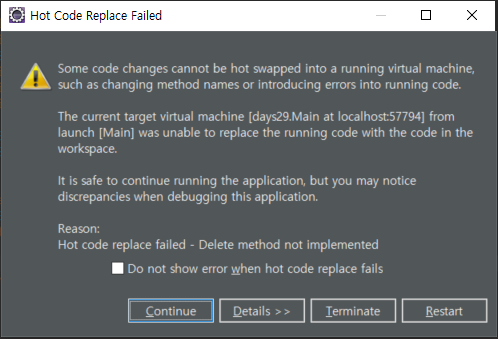 Hot Code Replace Failed
Some code changes cannot be hot swapped into a running virtual machine,
such as changing method names or introducing errors into running code.
The current target virtual machine [days29.Main at localhost:57794] from
launch [Main] was unable to replace the running code with the code in the
workspace.
It is safe to continue running the application, but you may notice
discrepancies when debugging this application.
Reason:
Hot code replace failed - Delete method not implemented
Do not show error when hot code replace fails
Continue
Details >>
Terminate
Restart